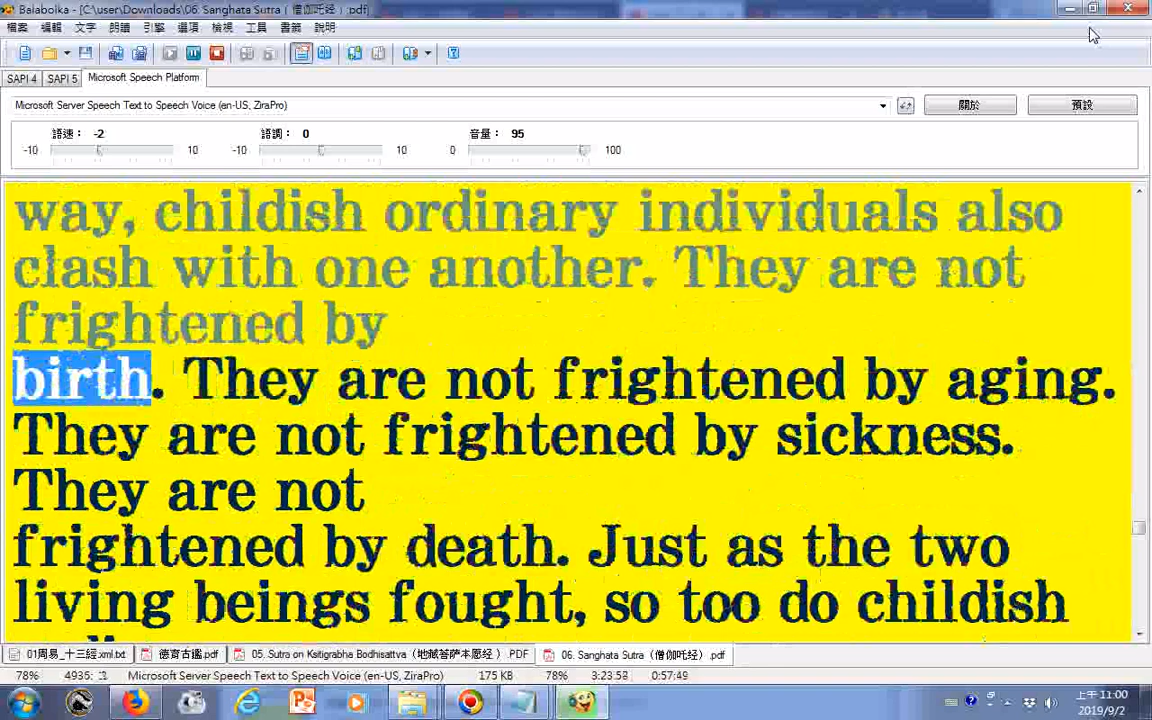 Balabolka - [C:\user\Downloads\06. Sanghata Sutra（僧伽吒经）.pdf]
檔案 編輯 文字 朗讀 引擎 選項 檢視 工具 書籤 說明
SAPI 4 SAPI 5 Microsoft Speech Platform
Microsoft Server Speech Text to Speech Voice (en-US, ZiraPro) 關於 預設
語速： -2 語調： 0 音量： 95
-10 10 -10 10 0 100
way, childish ordinary individuals also
clash with one another. They are not
frightened by
birth. They are not frightened by aging.
They are not frightened by sickness.
They are not
frightened by death. Just as the two
living beings fought, so too do childish
01周易_十三經.xml.txt 德育古鑑.pdf 05. Sutra on Ksitigrabha Bodhisattva（地藏菩萨本愿经）.PDF 06. Sanghata Sutra（僧伽吒经）.pdf
78% 4935: Microsoft Server Speech Text to Speech Voice (en-US, ZiraPro) 175 KB 78% 3:23:58 0:57:49
上午 11:00
2019/9/2